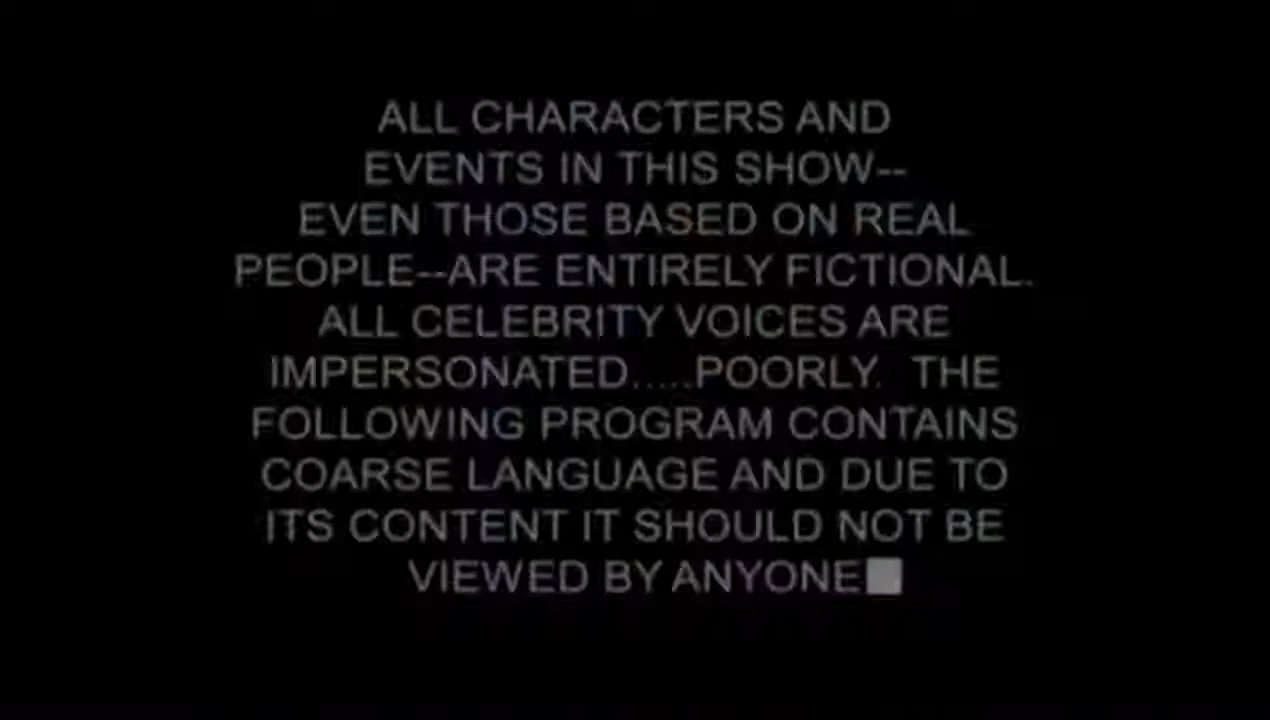 ALL CHARACTERS AND
EVENTS IN THIS SHOW--
EVEN THOSE BASED ON REAL
PEOPLE--ARE ENTIRELY FICTIONAL.
ALL CELEBRITY VOICES ARE
IMPERSONATED.....POORLY. THE
FOLLOWING PROGRAM CONTAINS
COARSE LANGUAGE AND DUE TO
ITS CONTENT IT SHOULD NOT BE
VIEWED BY ANYONE